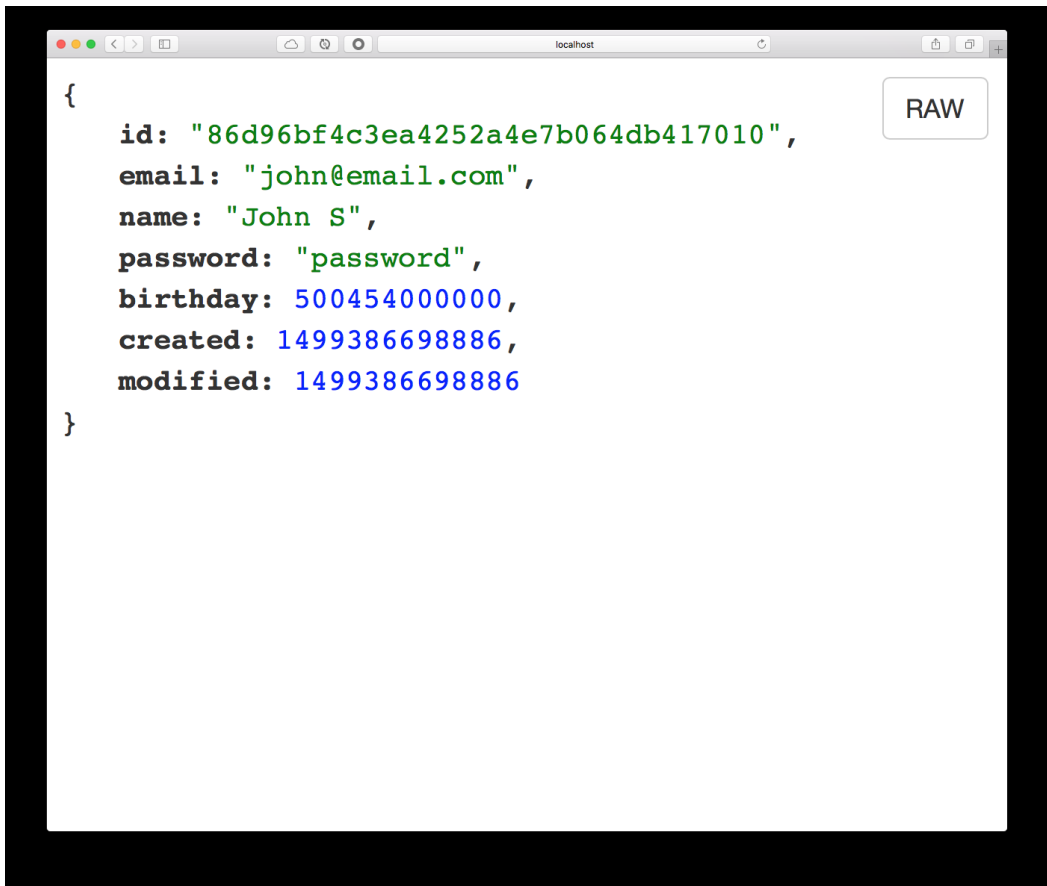 localhost
RAW
{
id: "86d96bf4c3ea4252a4e7b064db417010",
email: "john@email.com",
name: "John S",
password: "password",
birthday: 500454000000,
created: 1499386698886,
modified: 1499386698886
}